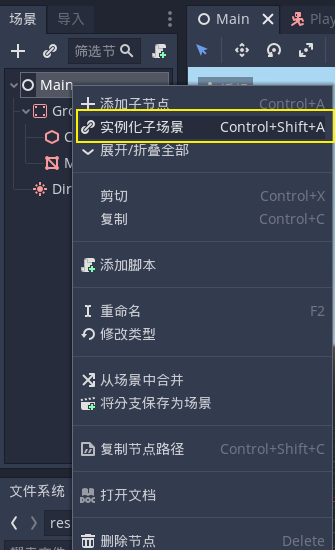 场景 导入
Main
筛选节
Main
添加子节点 Control+A
实例化子场景 Control+Shift+A
展开/折叠全部
剪切 Control+X
复制 Control+C
添加脚本
重命名 F2
修改类型
从场景中合并
将分支保存为场景
复制节点路径 Control+Shift+C
文件系统
打开文档
res
删除节点 Delete